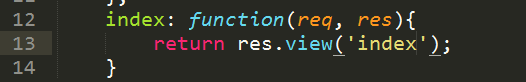 12 index: function(req, res){
13 return res.view('index');
14 }